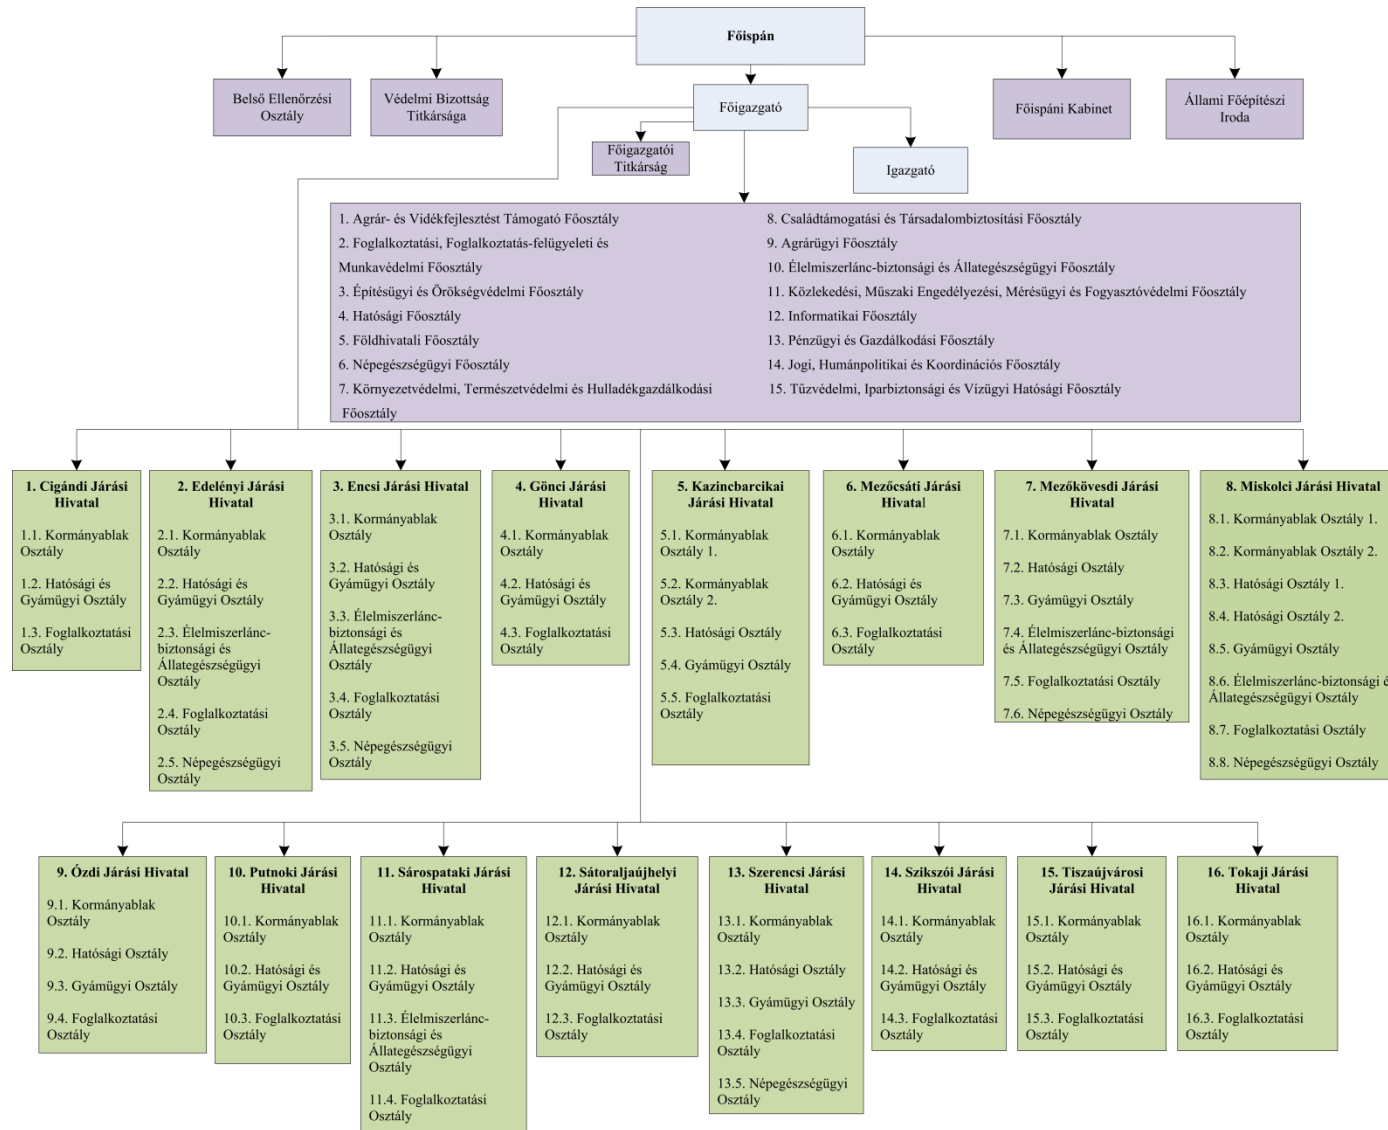 Főispán
Belső Ellenőrzési
Osztály
Védelmi Bizottság
Titkársága
Főigazgató
Főispáni Kabinet
Állami Főépítészi
Iroda
Főigazgatói
Titkárság
Igazgató
1. Agrár- és Vidékfejlesztést Támogató Főosztály
2. Foglalkoztatási, Foglalkoztatás-felügyeleti és
Munkavédelmi Főosztály
3. Építésügyi és Örökségvédelmi Főosztály
4. Hatósági Főosztály
5. Földhivatali Főosztály
6. Népegészségügyi Főosztály
7. Környezetvédelmi, Természetvédelmi és Hulladékgazdálkodási
Főosztály
8. Családtámogatási és Társadalombiztosítási Főosztály
9. Agrárügyi Főosztály
10. Élelmiszerlánc-biztonsági és Állategészségügyi Főosztály
11. Közlekedési, Műszaki Engedélyezési, Mérésügyi és Fogyasztóvédelmi Főosztály
12. Informatikai Főosztály
13. Pénzügyi és Gazdálkodási Főosztály
14. Jogi, Humánpolitikai és Koordinációs Főosztály
15. Tűzvédelmi, Iparbiztonsági és Vízügyi Hatósági Főosztály
1. Cigándi Járási
Hivatal
1.1. Kormányablak
Osztály
1.2. Hatósági és
Gyámügyi Osztály
1.3. Foglalkoztatási
Osztály
2. Edelényi Járási
Hivatal
2.1. Kormányablak
Osztály
2.2. Hatósági és
Gyámügyi Osztály
2.3. Élelmiszerlánc-
biztonsági és
Állategészségügyi
Osztály
2.4. Foglalkoztatási
Osztály
2.5. Népegészségügyi
Osztály
3. Encsi Járási Hivatal
3.1. Kormányablak
Osztály
3.2. Hatósági és
Gyámügyi Osztály
3.3. Élelmiszerlánc-
biztonsági és
Állategészségügyi
Osztály
3.4. Foglalkoztatási
Osztály
3.5. Népegészségügyi
Osztály
4. Gönci Járási
Hivatal
4.1. Kormányablak
Osztály
4.2. Hatósági és
Gyámügyi Osztály
4.3. Foglalkoztatási
Osztály
5. Kazincbarcikai
Járási Hivatal
5.1. Kormányablak
Osztály 1.
5.2. Kormányablak
Osztály 2.
5.3. Hatósági Osztály
5.4. Gyámügyi Osztály
5.5. Foglalkoztatási
Osztály
6. Mezőcsáti Járási
Hivatal
6.1. Kormányablak
Osztály
6.2. Hatósági és
Gyámügyi Osztály
6.3. Foglalkoztatási
Osztály
7. Mezőkövesdi Járási
Hivatal
7.1. Kormányablak Osztály
7.2. Hatósági Osztály
7.3. Gyámügyi Osztály
7.4. Élelmiszerlánc-biztonsági
és Állategészségügyi Osztály
7.5. Foglalkoztatási Osztály
7.6. Népegészségügyi Osztály
8. Miskolci Járási Hivatal
8.1. Kormányablak Osztály 1.
8.2. Kormányablak Osztály 2.
8.3. Hatósági Osztály 1.
8.4. Hatósági Osztály 2.
8.5. Gyámügyi Osztály
8.6. Élelmiszerlánc-biztonsági é
Állategészségügyi Osztály
8.7. Foglalkoztatási Osztály
8.8. Népegészségügyi Osztály
9. Ózdi Járási Hivatal
9.1. Kormányablak
Osztály
9.2. Hatósági Osztály
9.3. Gyámügyi Osztály
9.4. Foglalkoztatási
Osztály
10. Putnoki Járási
Hivatal
10.1. Kormányablak
Osztály
10.2. Hatósági és
Gyámügyi Osztály
10.3. Foglalkoztatási
Osztály
11. Sárospataki Járási
Hivatal
11.1. Kormányablak
Osztály
11.2. Hatósági és
Gyámügyi Osztály
11.3. Élelmiszerlánc-
biztonsági és
Állategészségügyi
Osztály
11.4. Foglalkoztatási
Osztály
12. Sátoraljaújhelyi
Járási Hivatal
12.1. Kormányablak
Osztály
12.2. Hatósági és
Gyámügyi Osztály
12.3. Foglalkoztatási
Osztály
13. Szerencsi Járási
Hivatal
13.1. Kormányablak
Osztály
13.2. Hatósági Osztály
13.3. Gyámügyi Osztály
13.4. Foglalkoztatási
Osztály
13.5. Népegészségügyi
Osztály
14. Szikszói Járási
Hivatal
14.1. Kormányablak
Osztály
14.2. Hatósági és
Gyámügyi Osztály
14.3. Foglalkoztatási
Osztály
15. Tiszaújvárosi
Járási Hivatal
15.1. Kormányablak
Osztály
15.2. Hatósági és
Gyámügyi Osztály
15.3. Foglalkoztatási
Osztály
16. Tokaji Járási
Hivatal
16.1. Kormányablak
Osztály
16.2. Hatósági és
Gyámügyi Osztály
16.3. Foglalkoztatási
Osztály